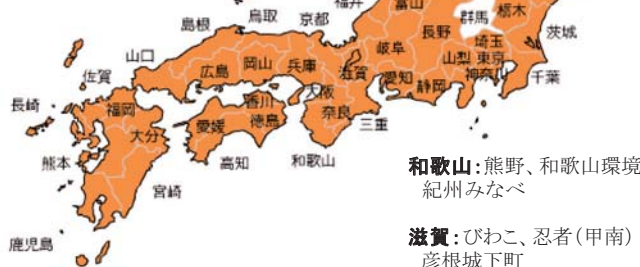 福井
富山
鳥取
京都
島根
群馬
栃木
長野
茨城
山口
岐阜
埼玉
広島
岡山
兵庫
滋賀
山梨
東京
佐賀
愛知
静岡
神奈川
千葉
長崎
福岡
香川
大阪
奈良
大分
愛媛
徳島
三重
熊本
高知
和歌山
宮崎
鹿児島
和歌山:熊野、和歌山環境
紀州みなべ
滋賀:びわこ、忍者(甲南)
彦根城下町